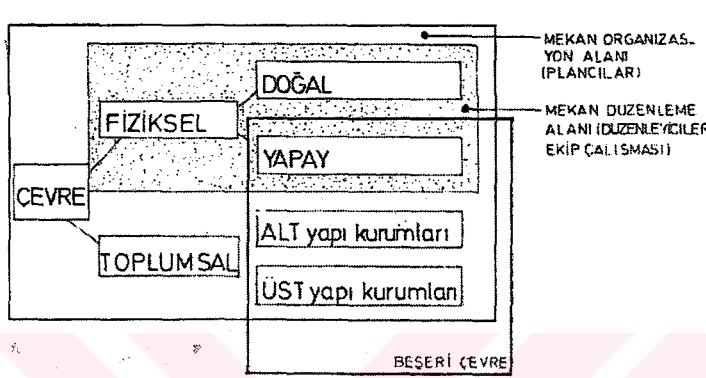 MEKAN ORGANIZAS-
YON ALANI
(PLANCILAR)
DOĞAL
FİZİKSEL
MEKAN DUZENLEME
ALANI (DUZENLEYİCİLER
EKİP ÇALISMASI)
YAPAY
ÇEVRE
ALT yapı kurumları
TOPLUMSAL
ÜST yapı kurumları
BEŞERİ ÇEVRE